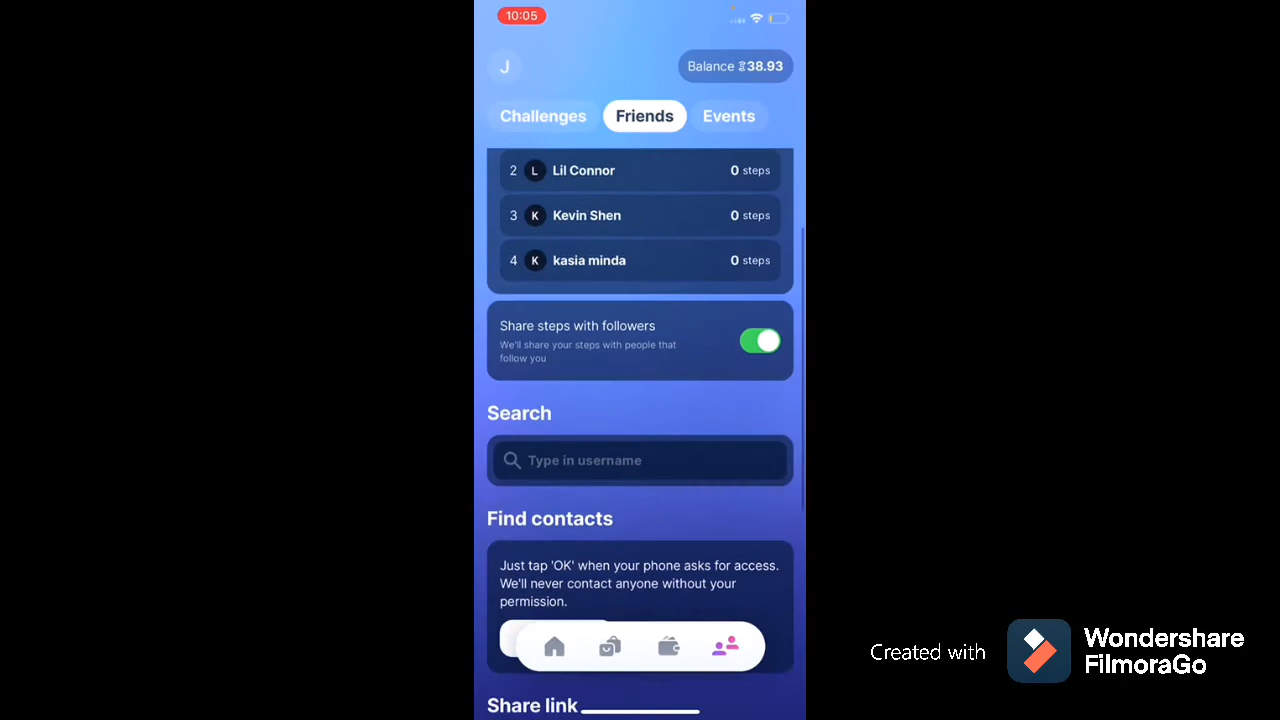 10:05
J
Balance 38.93
Challenges
Friends
Events
2 L Lil Connor 0 steps
3 K Kevin Shen 0 steps
4 K kasia minda 0 steps
Share steps with followers
We'll share your steps with people that
follow you
Search
Type in username
Find contacts
Just tap 'OK' when your phone asks for access.
We'll never contact anyone without your
permission.
Share link
Created with
Wondershare
FilmoraGo